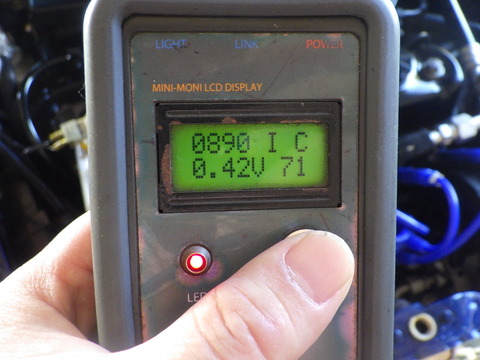 LIGHT LINK POWER
MINI-MONI LCD DISPLAY
0890 I C
0.42V 71